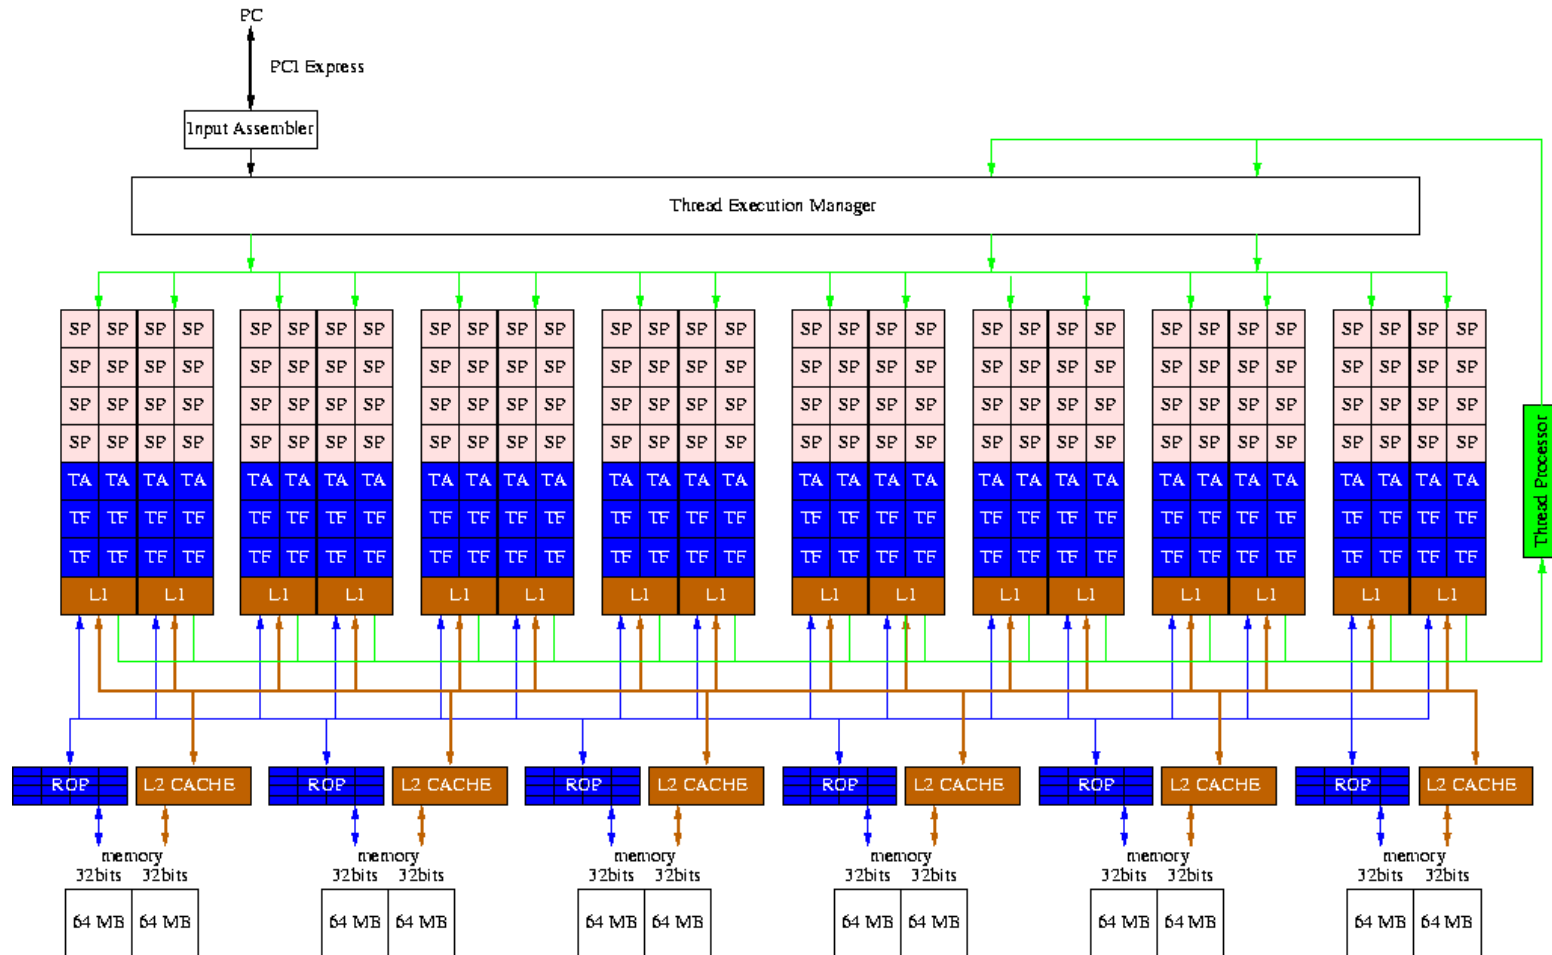 PC
PCI Express
Input Assembler
Thread Execution Manager
SP SP SP SP SP SP SP SP SP SP SP SP SP SP SP SP SP SP SP SP SP SP SP SP SP SP SP SP SP SP SP SP
SP SP SP SP SP SP SP SP SP SP SP SP SP SP SP SP SP SP SP SP SP SP SP SP SP SP SP SP SP SP SP SP
SP SP SP SP SP SP SP SP SP SP SP SP SP SP SP SP SP SP SP SP SP SP SP SP SP SP SP SP SP SP SP SP
SP SP SP SP SP SP SP SP SP SP SP SP SP SP SP SP SP SP SP SP SP SP SP SP SP SP SP SP SP SP SP SP
TA TA TA TA TA TA TA TA TA TA TA TA TA TA TA TA TA TA TA TA TA TA TA TA TA TA TA TA TA TA TA TA
TF TF TF TF TF TF TF TF TF TF TF TF TF TF TF TF TF TF TF TF TF TF TF TF TF TF TF TF TF TF TF TF
TF TF TF TF TF TF TF TF TF TF TF TF TF TF TF TF TF TF TF TF TF TF TF TF TF TF TF TF TF TF TF TF
L1 L1 L1 L1 L1 L1 L1 L1 L1 L1 L1 L1 L1 L1 L1 L1
Thread Processor
ROP L2 CACHE ROP L2 CACHE ROP L2 CACHE ROP L2 CACHE ROP L2 CACHE ROP L2 CACHE
memory memory memory memory memory memory
32bits 32bits 32bits 32bits 32bits 32bits 32bits 32bits 32bits 32bits 32bits 32bits
64 MB 64 MB 64 MB 64 MB 64 MB 64 MB 64 MB 64 MB 64 MB 64 MB 64 MB 64 MB